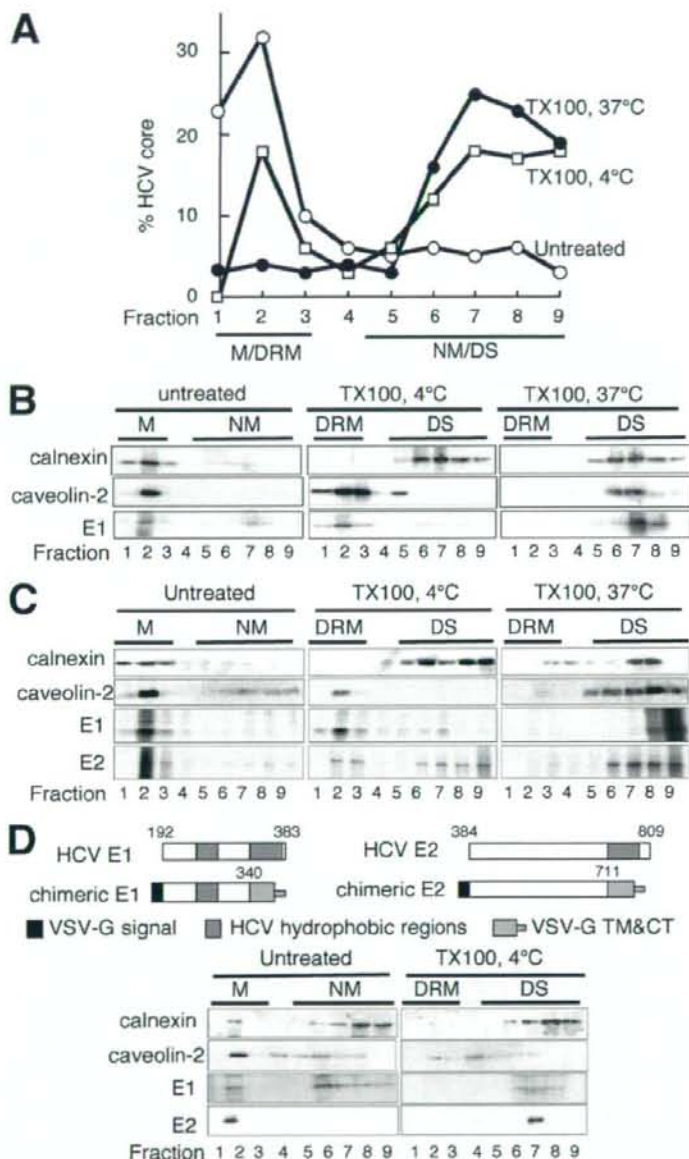 A
30
20
10
0
% HCV core
TX100, 37°C
TX100, 4°C
Untreated
Fraction 1 2 3 4 5 6 7 8 9
M/DRM NM/DS
B
untreated TX100, 4°C TX100, 37°C
M NM DRM DS DRM DS
calnexin
caveolin-2
E1
Fraction 1 2 3 4 5 6 7 8 9 1 2 3 4 5 6 7 8 9 1 2 3 4 5 6 7 8 9
C
Untreated TX100, 4°C TX100, 37°C
M NM DRM DS DRM DS
calnexin
caveolin-2
E1
E2
Fraction 1 2 3 4 5 6 7 8 9 1 2 3 4 5 6 7 8 9 1 2 3 4 5 6 7 8 9
D
192 383 384 809
HCV E1 HCV E2
340 711
chimeric E1 chimeric E2
VSV-G signal HCV hydrophobic regions VSV-G TM&CT
Untreated TX100, 4°C
M NM DRM DS
calnexin
caveolin-2
E1
E2
Fraction 1 2 3 4 5 6 7 8 9 1 2 3 4 5 6 7 8 9